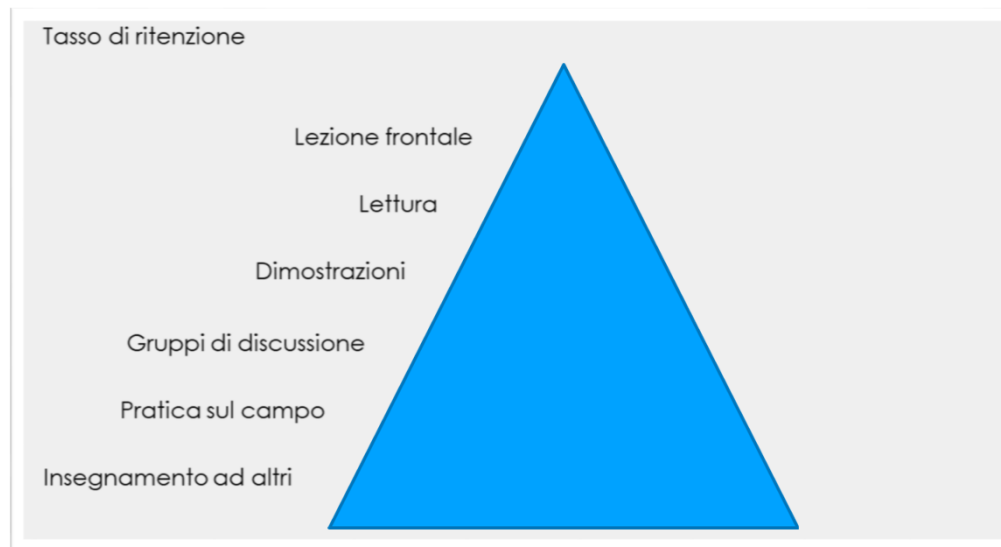 Tasso di ritenzione
Lezione frontale
Lettura
Dimostrazioni
Gruppi di discussione
Pratica sul campo
Insegnamento ad altri